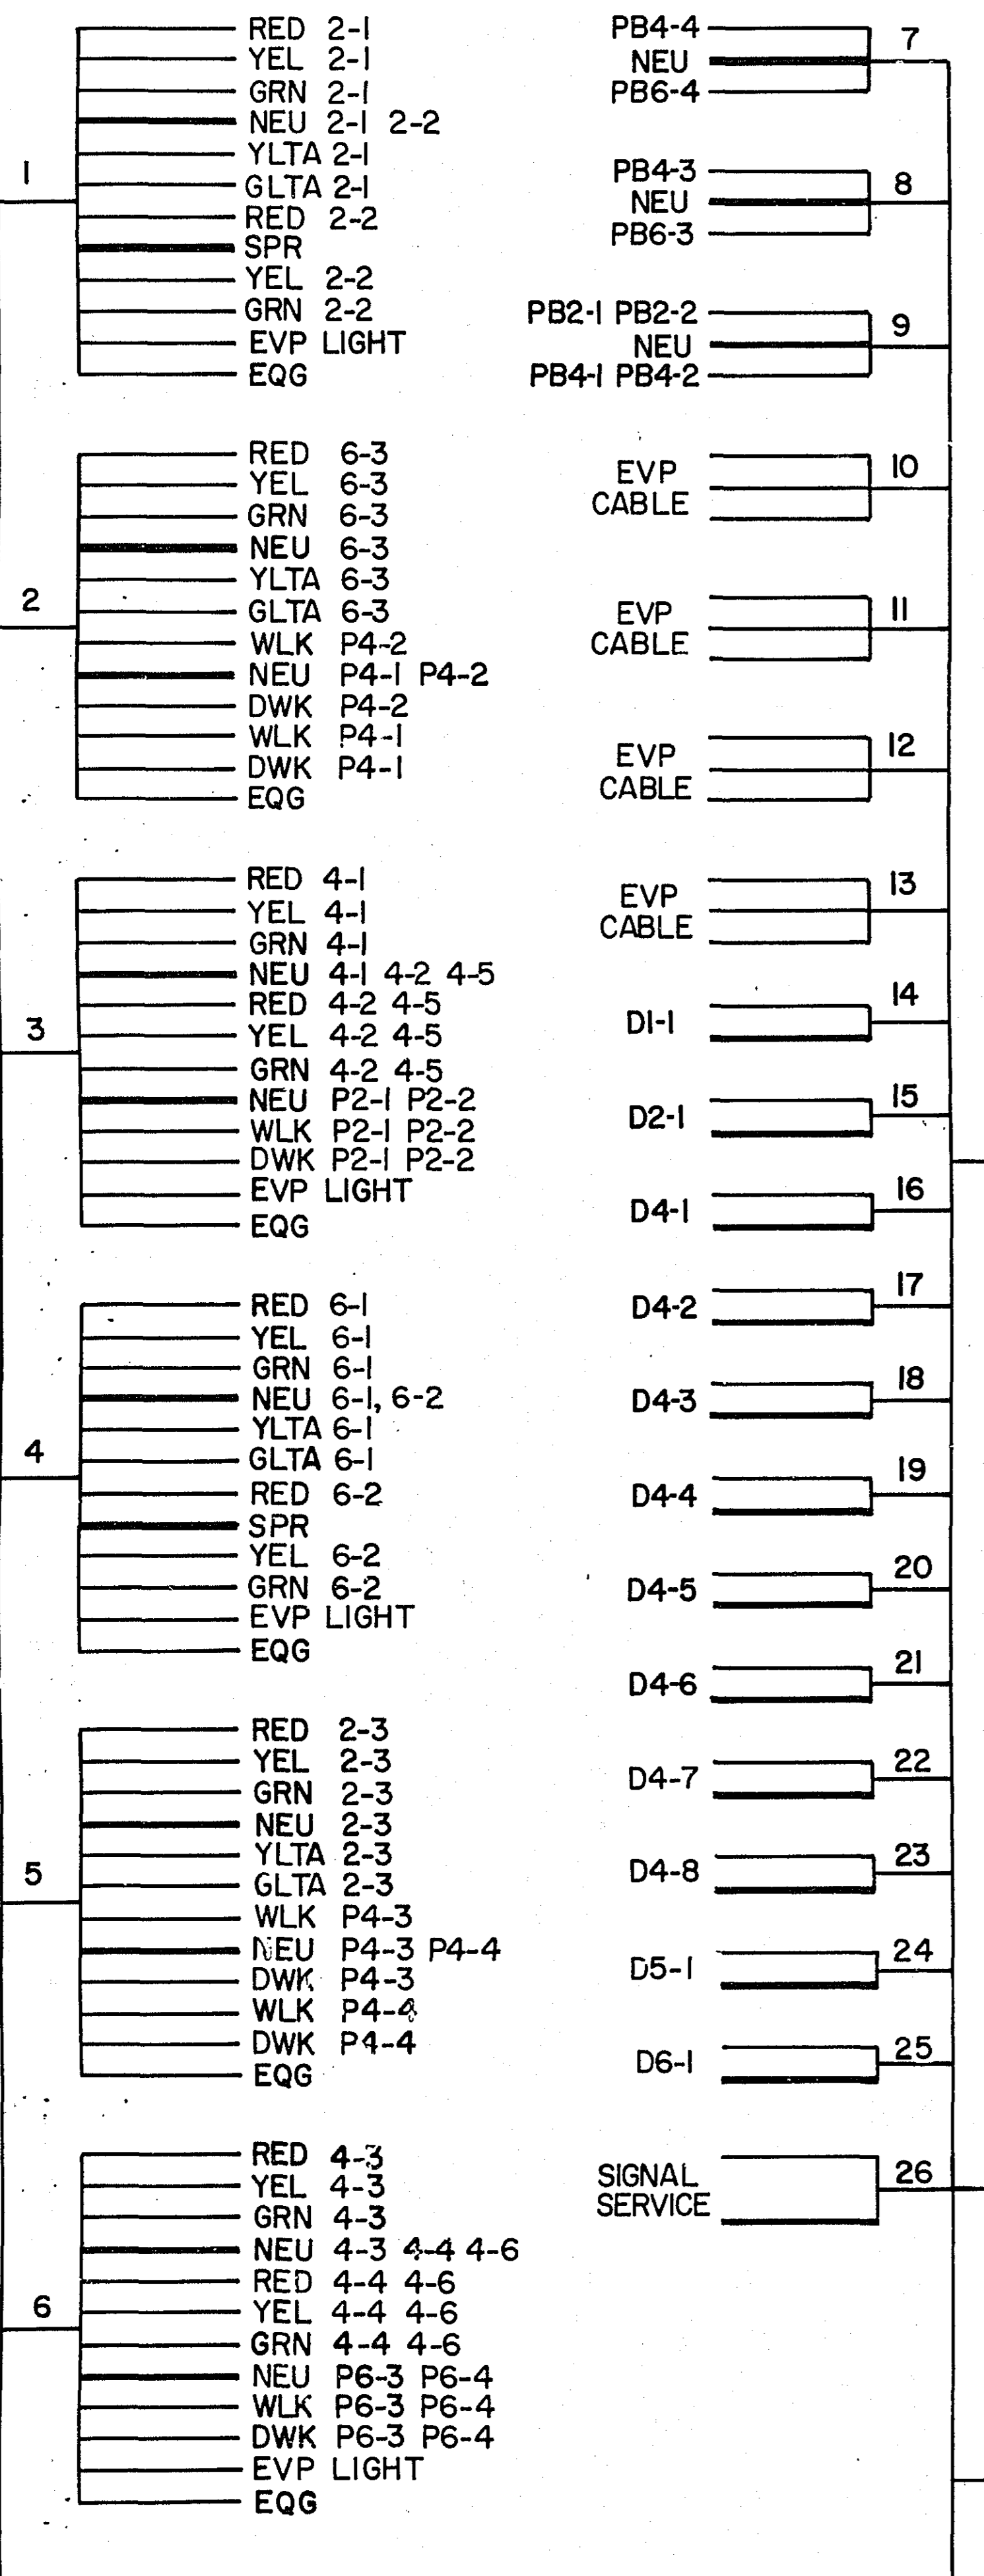 1
RED 2-1
YEL 2-1
GRN 2-1
NEU 2-1 2-2
YLTA 2-1
GLTA 2-1
RED 2-2
SPR
YEL 2-2
GRN 2-2
EVP LIGHT
EQG
2
RED 6-3
YEL 6-3
GRN 6-3
NEU 6-3
YLTA 6-3
GLTA 6-3
WLK P4-2
NEU P4-1 P4-2
DWK P4-2
WLK P4-1
DWK P4-1
EQG
3
RED 4-1
YEL 4-1
GRN 4-1
NEU 4-1 4-2 4-5
RED 4-2 4-5
YEL 4-2 4-5
GRN 4-2 4-5
NEU P2-1 P2-2
WLK P2-1 P2-2
DWK P2-1 P2-2
EVP LIGHT
EQG
4
RED 6-1
YEL 6-1
GRN 6-1
NEU 6-1, 6-2
YLTA 6-1
GLTA 6-1
RED 6-2
SPR
YEL 6-2
GRN 6-2
EVP LIGHT
EQG
5
RED 2-3
YEL 2-3
GRN 2-3
NEU 2-3
YLTA 2-3
GLTA 2-3
WLK P4-3
NEU P4-3 P4-4
DWK P4-3
WLK P4-4
DWK P4-4
EQG
6
RED 4-3
YEL 4-3
GRN 4-3
NEU 4-3 4-4 4-6
RED 4-4 4-6
YEL 4-4 4-6
GRN 4-4 4-6
NEU P6-3 P6-4
WLK P6-3 P6-4
DWK P6-3 P6-4
EVP LIGHT
EQG
PB4-4
NEU
PB6-4
7
PB4-3
NEU
PB6-3
8
PB2-1 PB2-2
NEU
PB4-1 PB4-2
9
EVP
CABLE
10
EVP
CABLE
11
EVP
CABLE
12
EVP
CABLE
13
D1-1
14
D2-1
15
D4-1
16
D4-2
17
D4-3
18
D4-4
19
D4-5
20
D4-6
21
D4-7
22
D4-8
23
D5-1
24
D6-1
25
SIGNAL
SERVICE
26